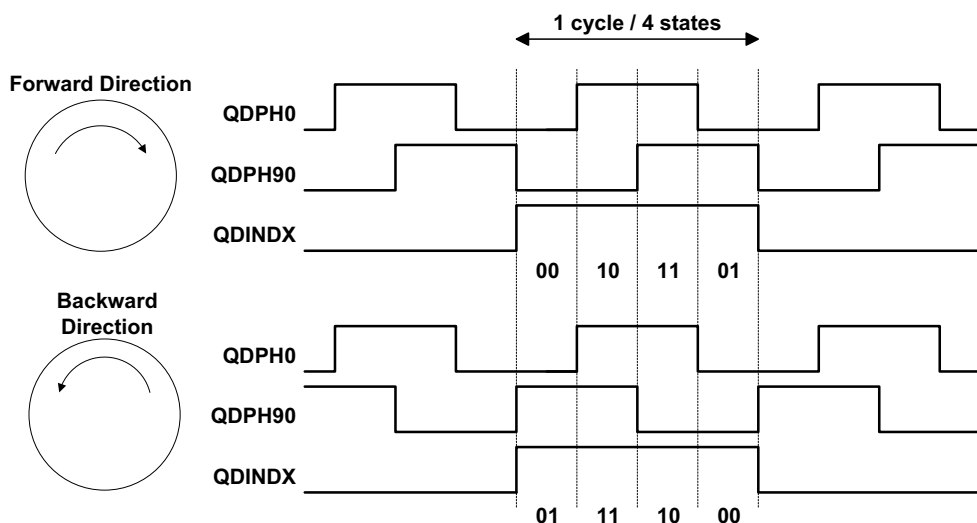 1 cycle / 4 states
Forward Direction
QDPH0
QDPH90
QDINDX
00 10 11 01
Backward
Direction
QDPH0
QDPH90
QDINDX
01 11 10 00